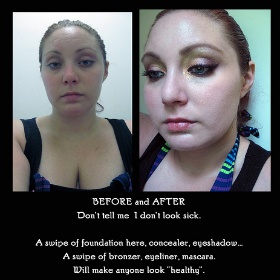 BEFORE and AFTER
Don't tell me I don't look sick.
A swipe of foundation here, concealer, eyeshadow...
A swipe of bronzer, eyeliner, mascara.
Will make anyone look "healthy".